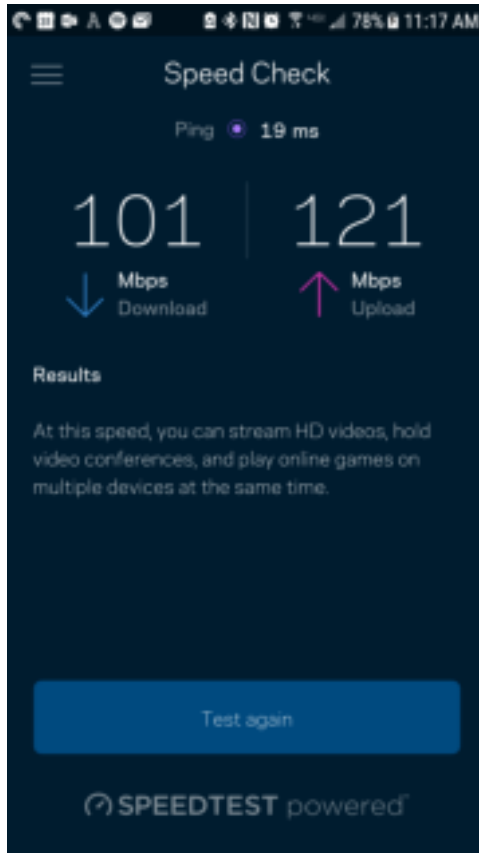 78% 11:17 AM
Speed Check
Ping 19 ms
101 121
Mbps Mbps
Download Upload
Results
At this speed, you can stream HD videos, hold
video conferences, and play online games on
multiple devices at the same time.
Test again
SPEEDTEST powered™